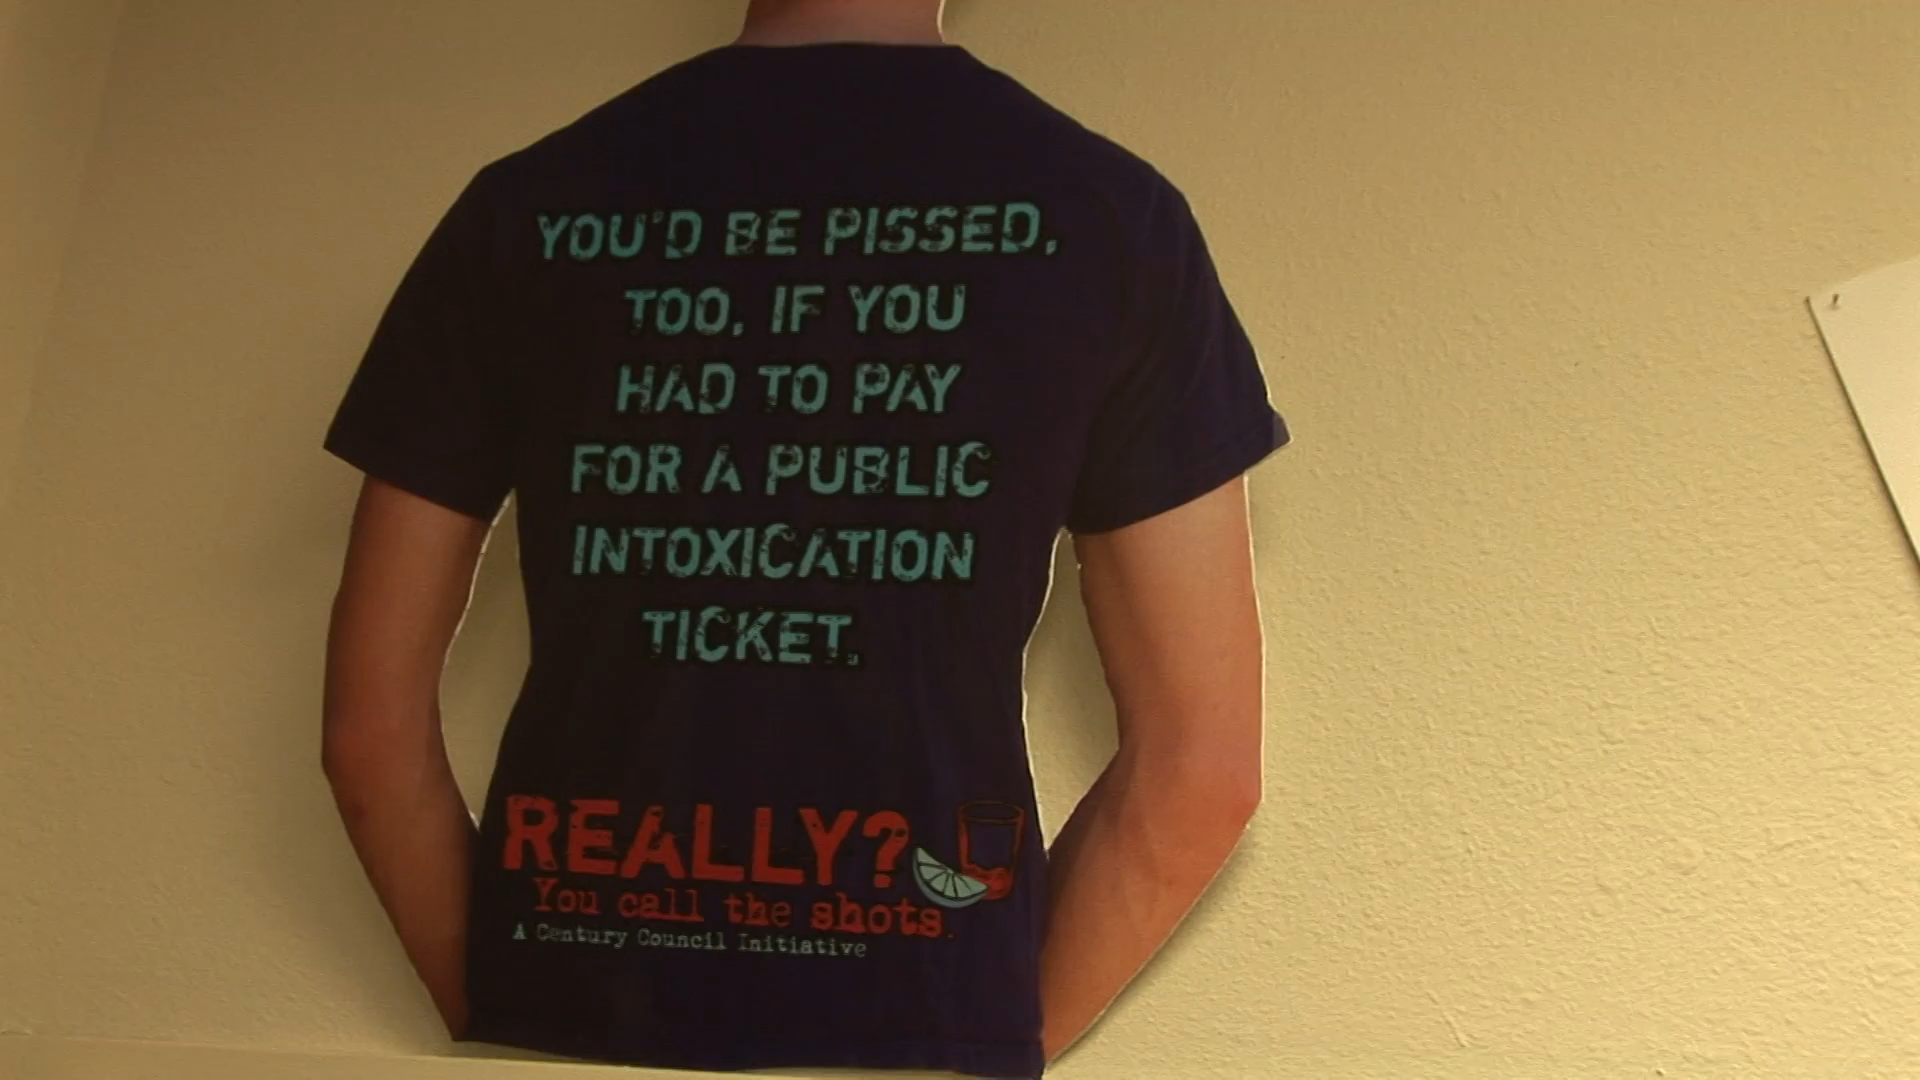 YOU'D BE PISSED,
TOO, IF YOU
HAD TO PAY
FOR A PUBLIC
INTOXICATION
TICKET.
REALLY?
You call the shots.
A Century Council Initiative